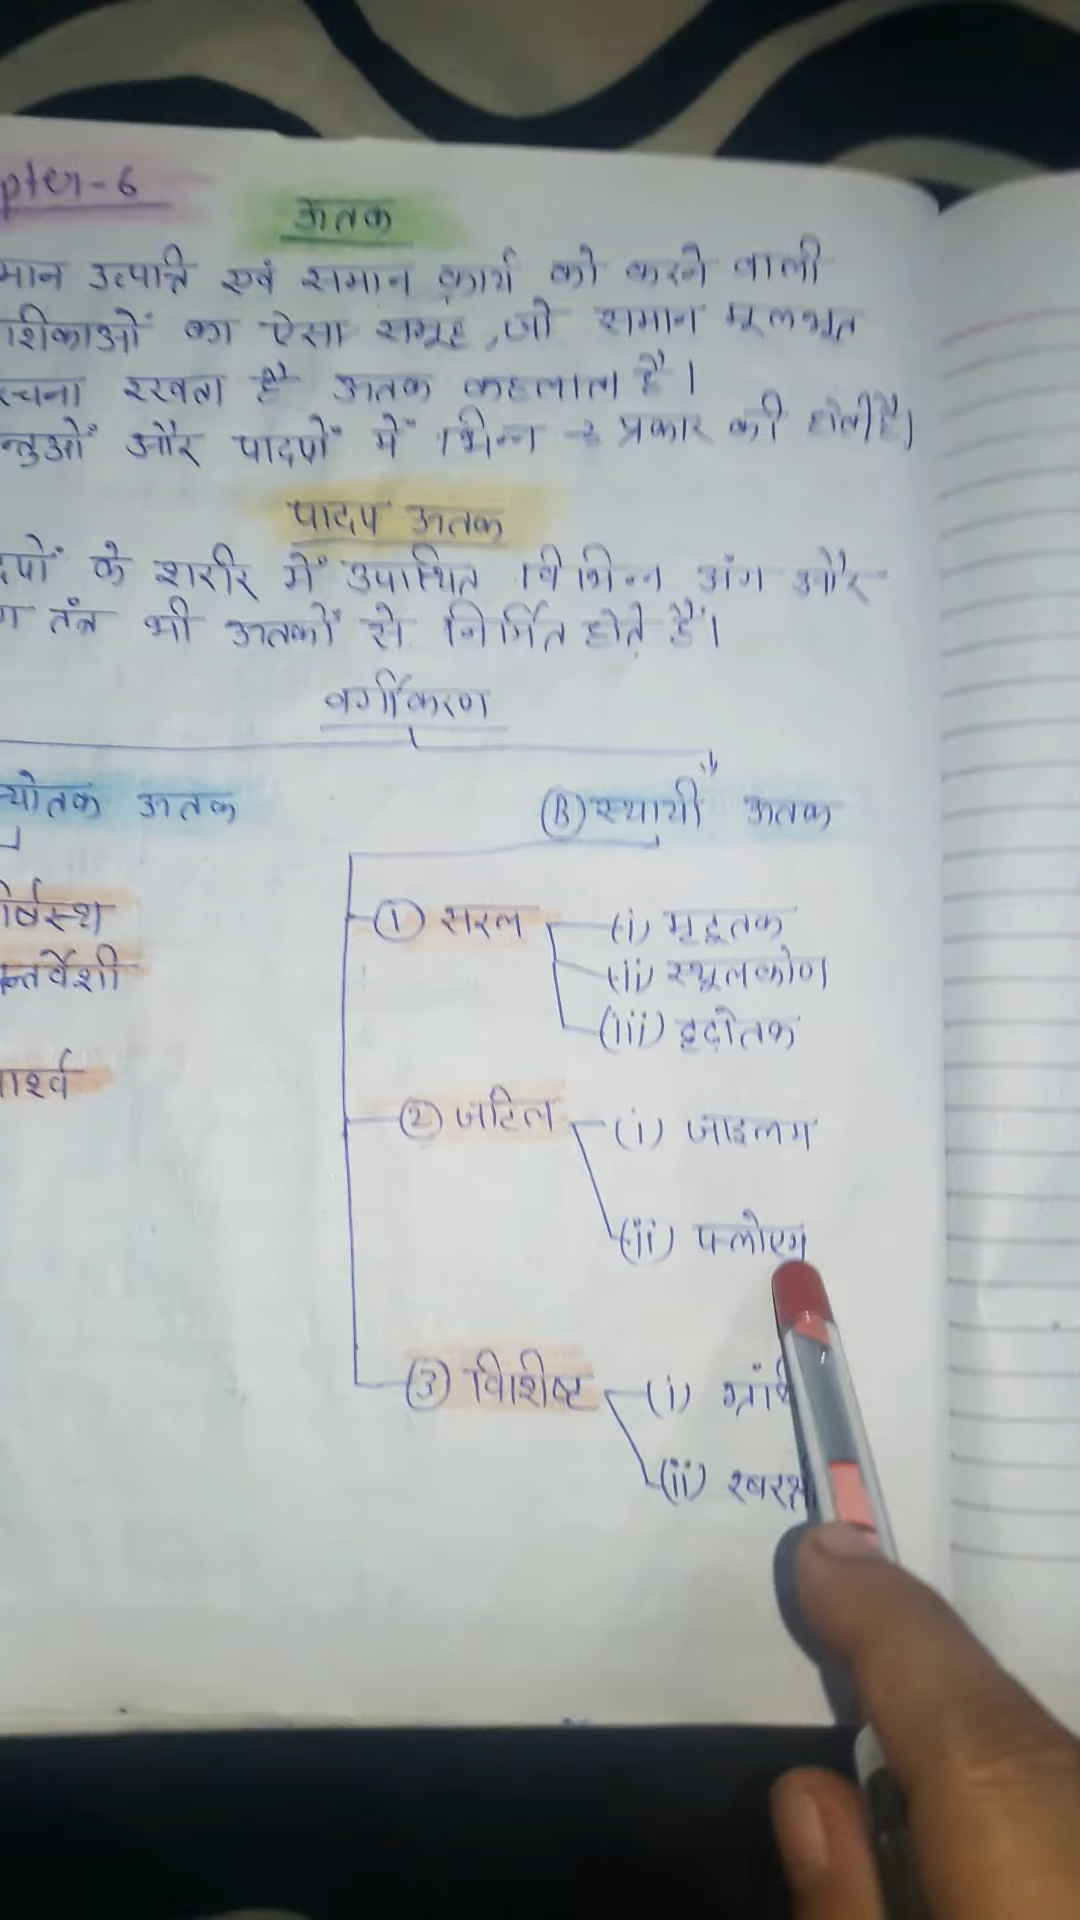 pter-6
ऊतक
मान उत्पत्ति एवं समान कार्य को करने वाली
शिकाओं का ऐसा समूह, जो समान मूलभूत
रचना रखता है ऊतक कहलाता है।
न्तुओं और पादपों में भिन्न २ प्रकार की होती है।
पादप ऊतक
दपों के शरीर में उपस्थित विभिन्न अंग और
ग तंत्र भी ऊतकों से निर्मित होते हैं।
वर्गीकरण
ज्योतक ऊतक
(B) स्थायी ऊतक
र्षस्थ
न्तर्वेशी
ार्श्व
① सरल
(i) मृदूतक
(ii) स्थूलकोण
(iii) दृढ़ोतक
② जटिल
(i) जाइलम
(ii) फ्लोएम
③ विशिष्ट
(i)
(ii)